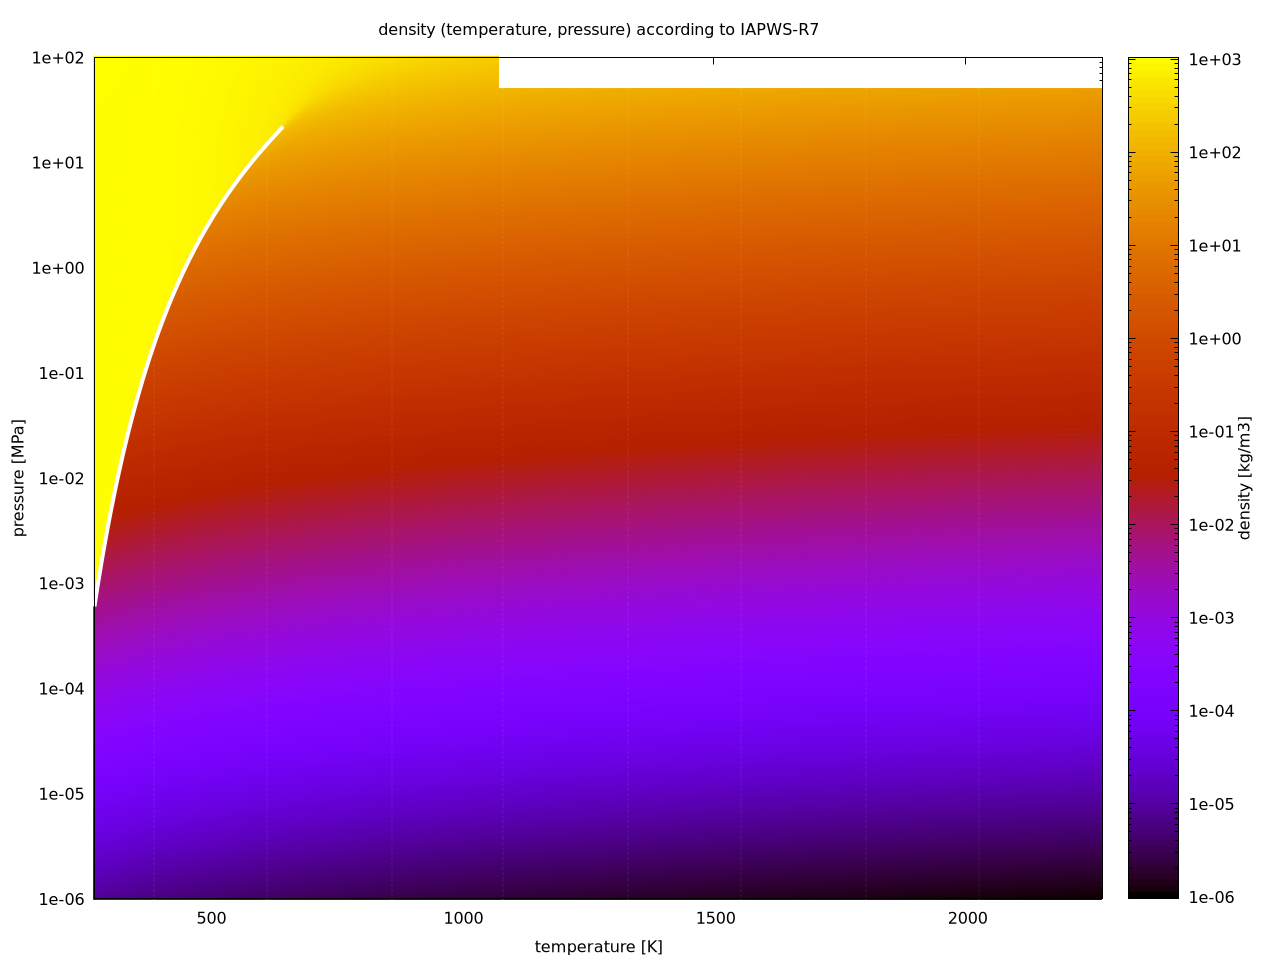 density (temperature, pressure) according to IAPWS-R7
1e+02
1e+01
1e+00
1e-01
1e-02
1e-03
1e-04
1e-05
1e-06
pressure [MPa]
500
1000
1500
2000
temperature [K]
1e+03
1e+02
1e+01
1e+00
1e-01
1e-02
1e-03
1e-04
1e-05
1e-06
density [kg/m3]